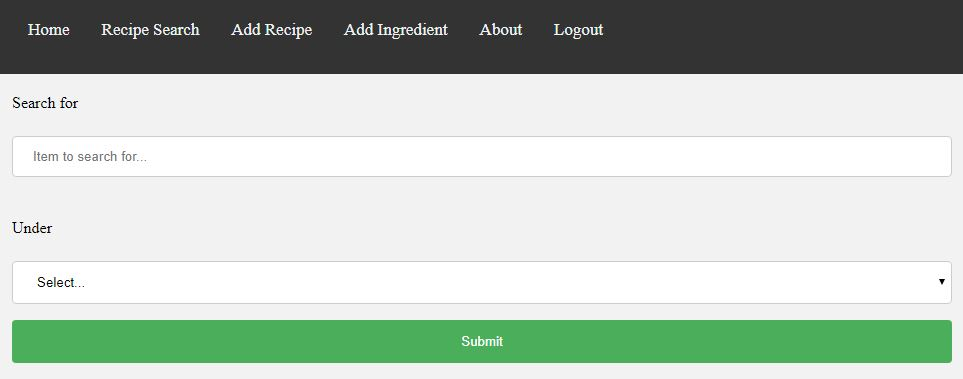 Home Recipe Search Add Recipe Add Ingredient About Logout
Search for
Item to search for...
Under
Select...
Submit